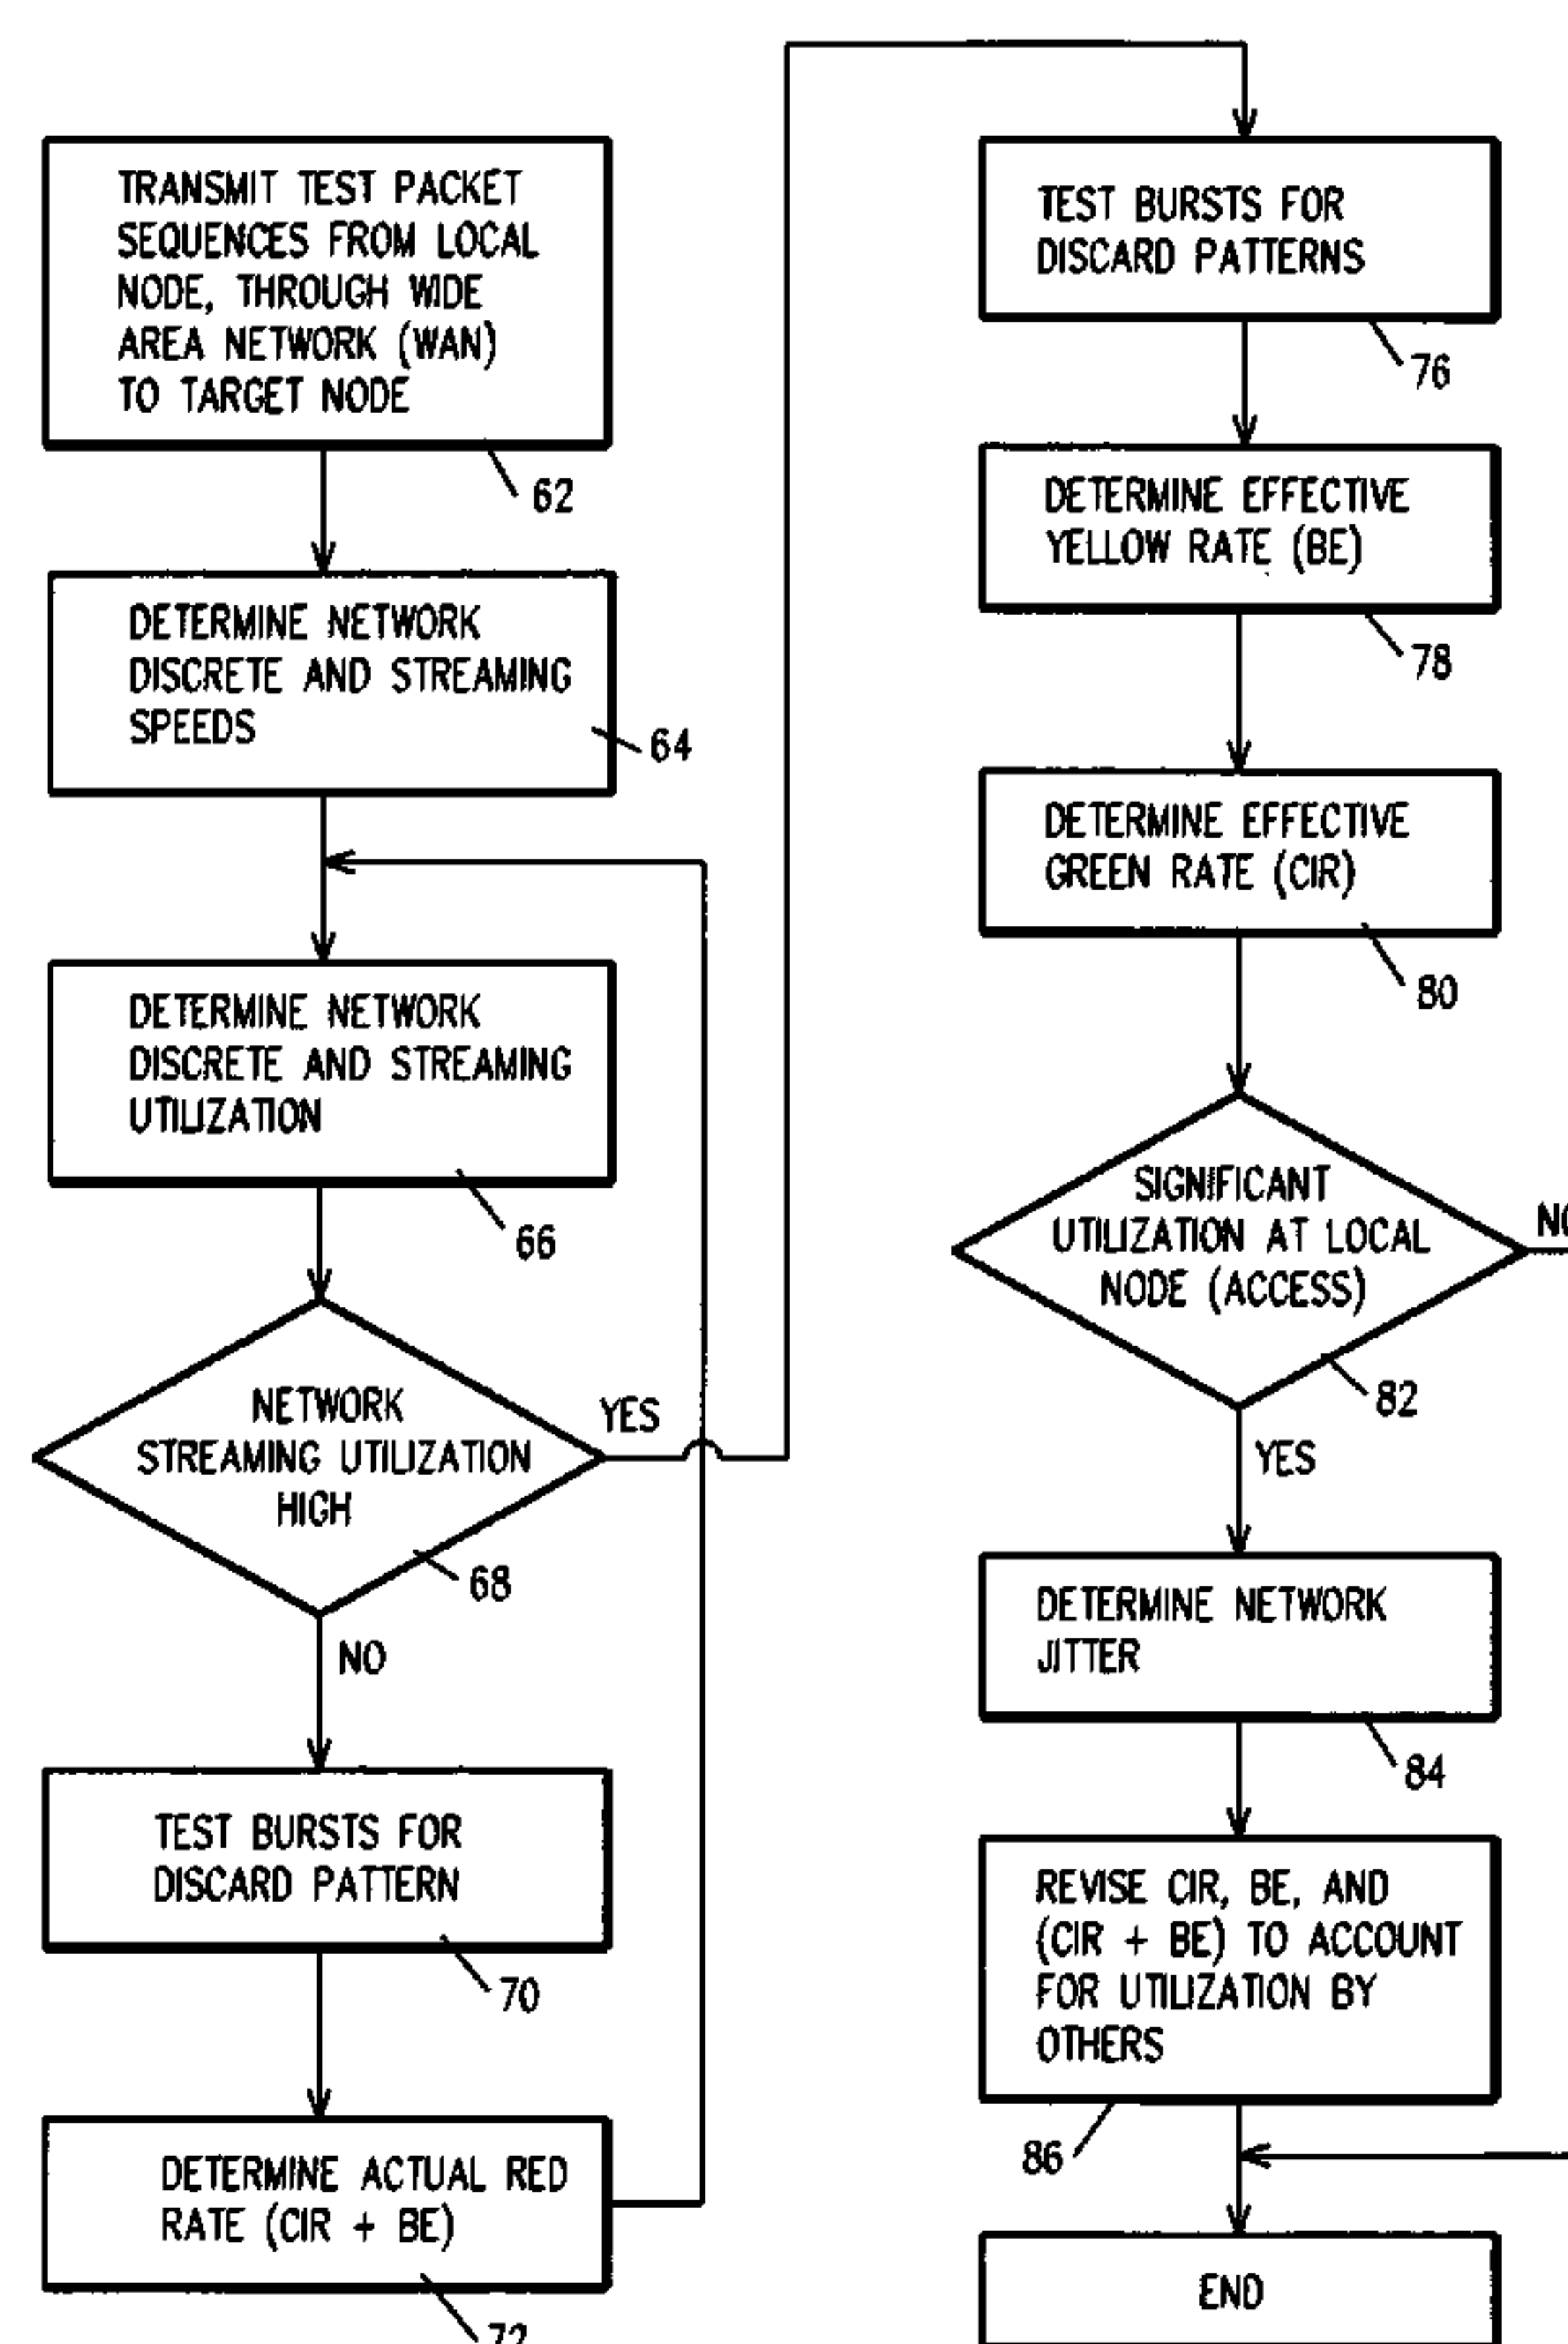 TRANSMIT TEST PACKET
SEQUENCES FROM LOCAL
NODE, THROUGH WIDE
AREA NETWORK (WAN)
TO TARGET NODE
62
DETERMINE NETWORK
DISCRETE AND STREAMING
SPEEDS
64
DETERMINE NETWORK
DISCRETE AND STREAMING
UTILIZATION
66
NETWORK
STREAMING UTILIZATION
HIGH
YES
68
NO
TEST BURSTS FOR
DISCARD PATTERN
70
DETERMINE ACTUAL RED
RATE (CIR + BE)
72
TEST BURSTS FOR
DISCARD PATTERNS
76
DETERMINE EFFECTIVE
YELLOW RATE (BE)
78
DETERMINE EFFECTIVE
GREEN RATE (CIR)
80
SIGNIFICANT
UTILIZATION AT LOCAL
NODE (ACCESS)
NO
82
YES
DETERMINE NETWORK
JITTER
84
REVISE CIR, BE, AND
(CIR + BE) TO ACCOUNT
FOR UTILIZATION BY
OTHERS
86
END